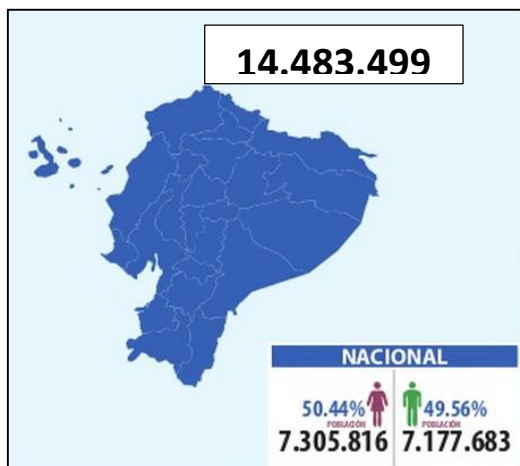 14.483.499
NACIONAL
50.44% 49.56%
POBLACIÓN POBLACIÓN
7.305.816 7.177.683